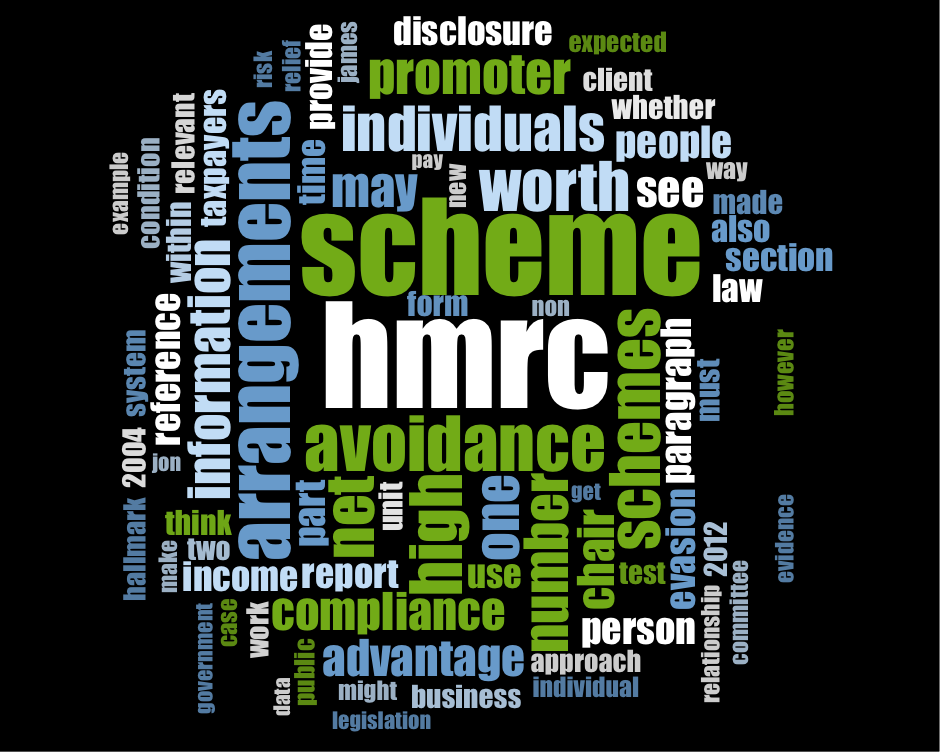 disclosure
expected
promoter
client
risk
relief
provide
james
individuals
whether
people
relevant
taxpayers
arrangements
time
pay
way
example
condition
may
new
worth
see
made
within
scheme
also
section
information
law
form
non
reference
hmrc
schemes
paragraph
system
must
however
2004
jon
avoidance
hallmark
think
part
net
unit
high
one
number
get
chair
evasion
2012
evidence
make
two
income
report
use
test
government
case
work
compliance
person
relationship
committee
public
advantage
approach
data
might
business
individual
legislation